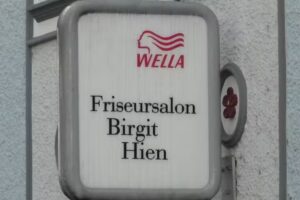 WELLA
Friseursalon
Birgit
Hien